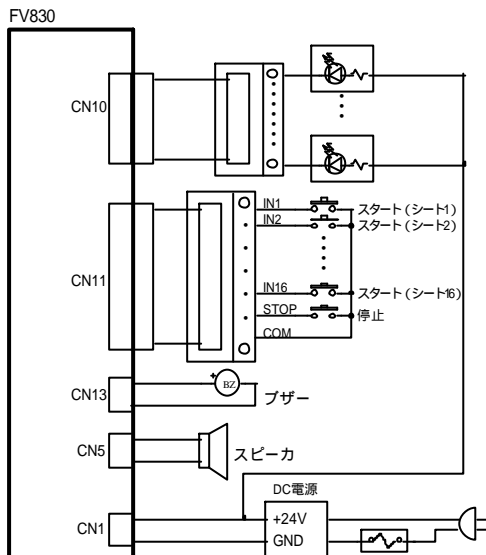 FV830
CN10
IN1
スタート(シート1)
IN2
スタート(シート2)
CN11
IN16
スタート(シート16)
STOP
停止
COM
+
BZ
CN13
ブザー
CN5
スピーカ
DC電源
CN1
+24V
GND